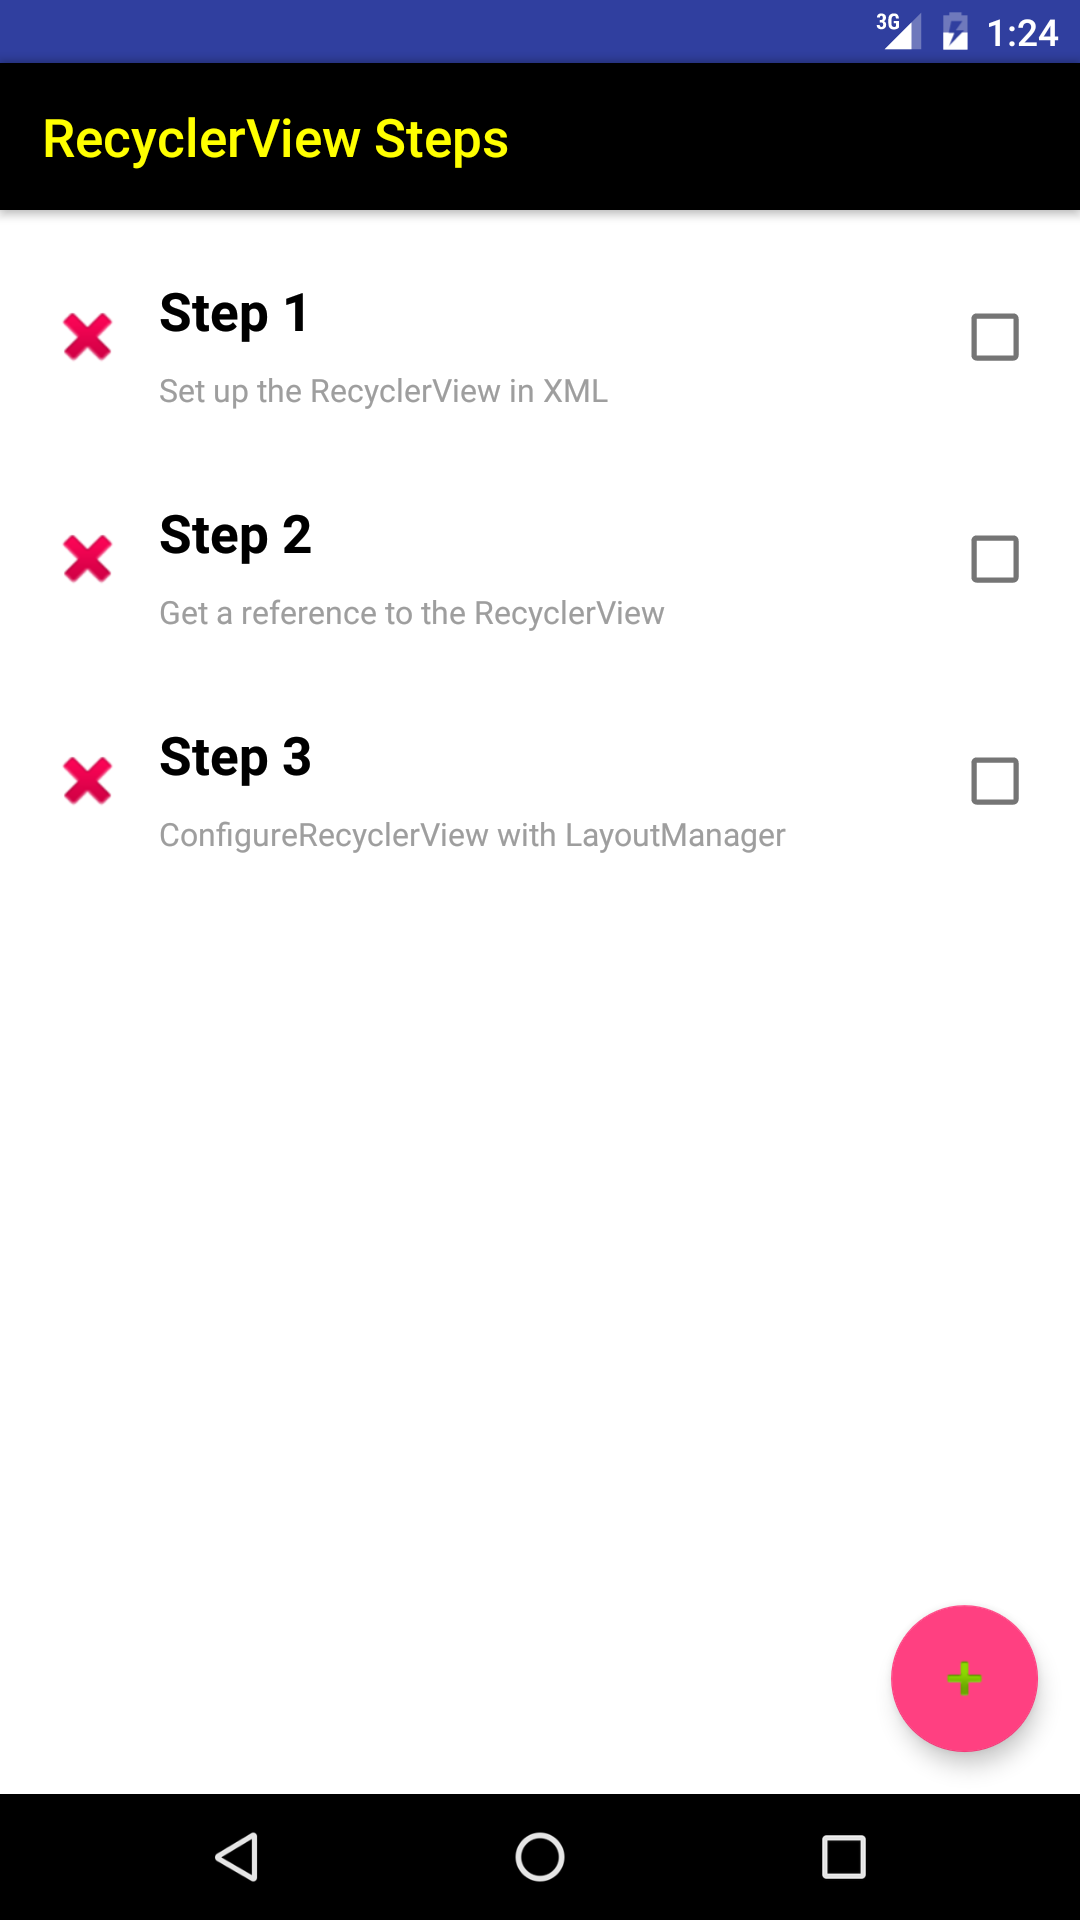 3G 1:24
RecyclerView Steps
Step 1
Set up the RecyclerView in XML
Step 2
Get a reference to the RecyclerView
Step 3
ConfigureRecyclerView with LayoutManager